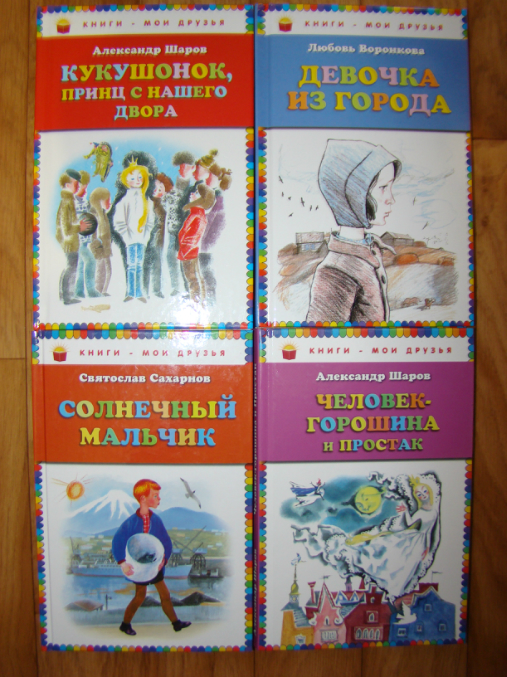 КНИГИ - МОИ ДРУЗЬЯ
Александр Шаров
КУКУШОНОК,
ПРИНЦ С НАШЕГО
ДВОРА
КНИГИ - МОИ ДРУЗЬЯ
Любовь Воронкова
ДЕВОЧКА
ИЗ ГОРОДА
КНИГИ - МОИ ДРУЗЬЯ
Святослав Сахарнов
СОЛНЕЧНЫЙ
МАЛЬЧИК
КНИГИ - МОИ ДРУЗЬЯ
Александр Шаров
ЧЕЛОВЕК-
ГОРОШИНА
И ПРОСТАК